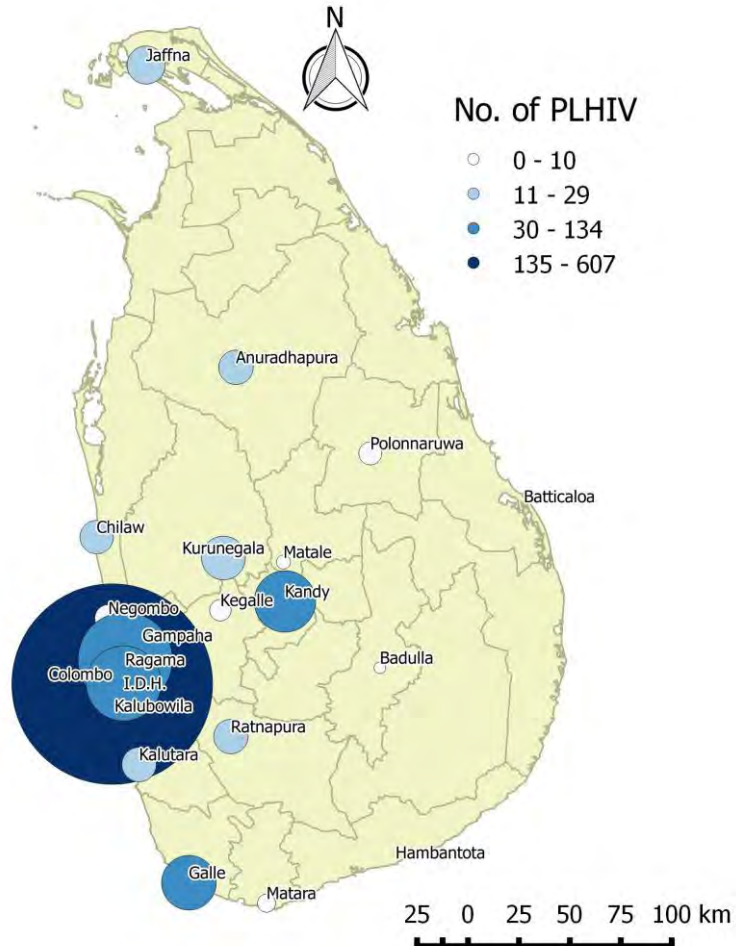 N
Jaffna
No. of PLHIV
0 - 10
11 - 29
30 - 134
135 - 607
Anuradhapura
Polonnaruwa
Batticaloa
Chilaw
Kurunegala
Matale
Kandy
Kegalle
Negombo
Gampaha
Ragama
Badulla
Colombo
I.D.H.
Kalubowila
Ratnapura
Kalutara
Hambantota
Galle
Matara
25 0 25 50 75 100 km